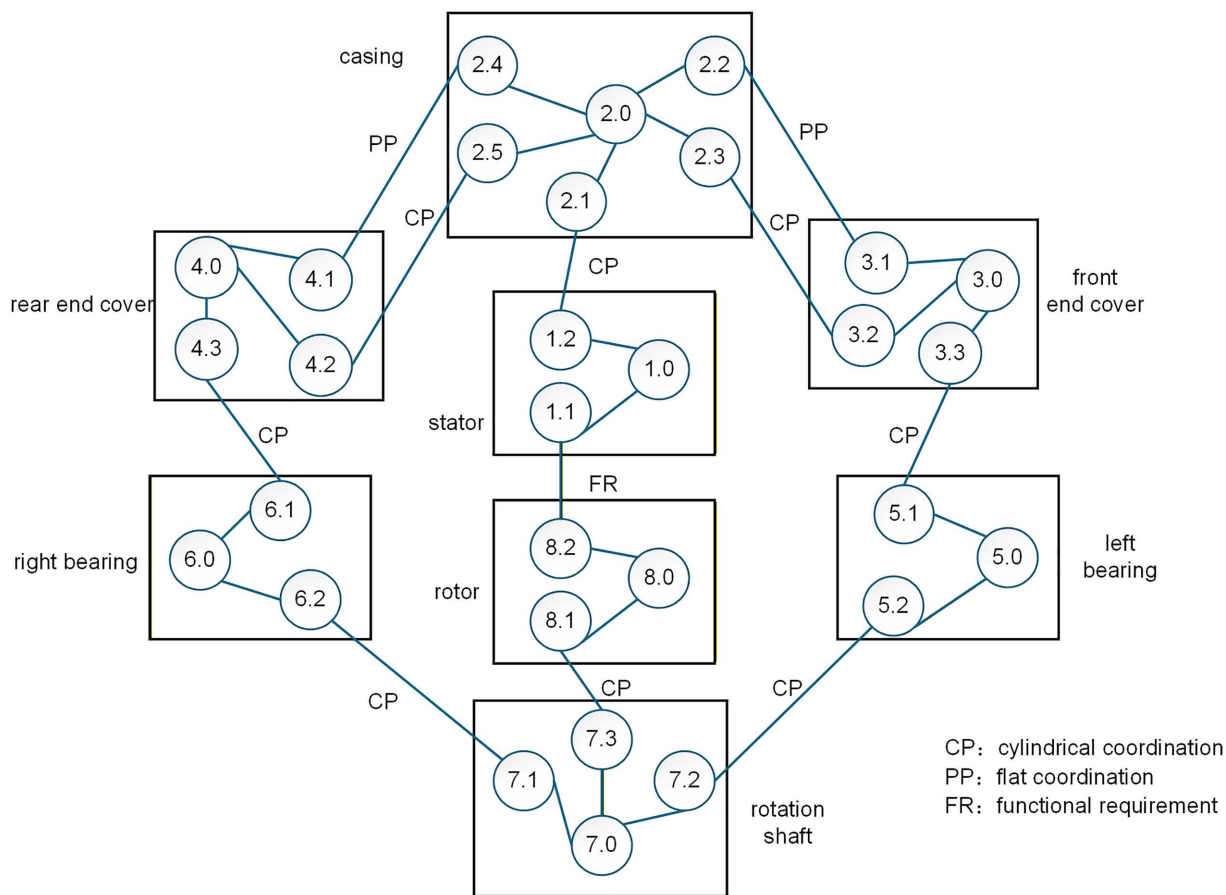 casing
2.4
2.2
2.0
PP
PP
2.5
2.3
2.1
CP
CP
CP
rear end cover
4.0
4.1
4.3
4.2
3.1
3.0
3.2
3.3
front
end cover
1.2
1.0
1.1
stator
CP
CP
FR
right bearing
6.1
6.0
6.2
rotor
8.2
8.0
8.1
5.1
5.0
5.2
left
bearing
CP
CP
CP
7.3
7.1
7.2
7.0
rotation
shaft
CP：cylindrical coordination
PP：flat coordination
FR：functional requirement